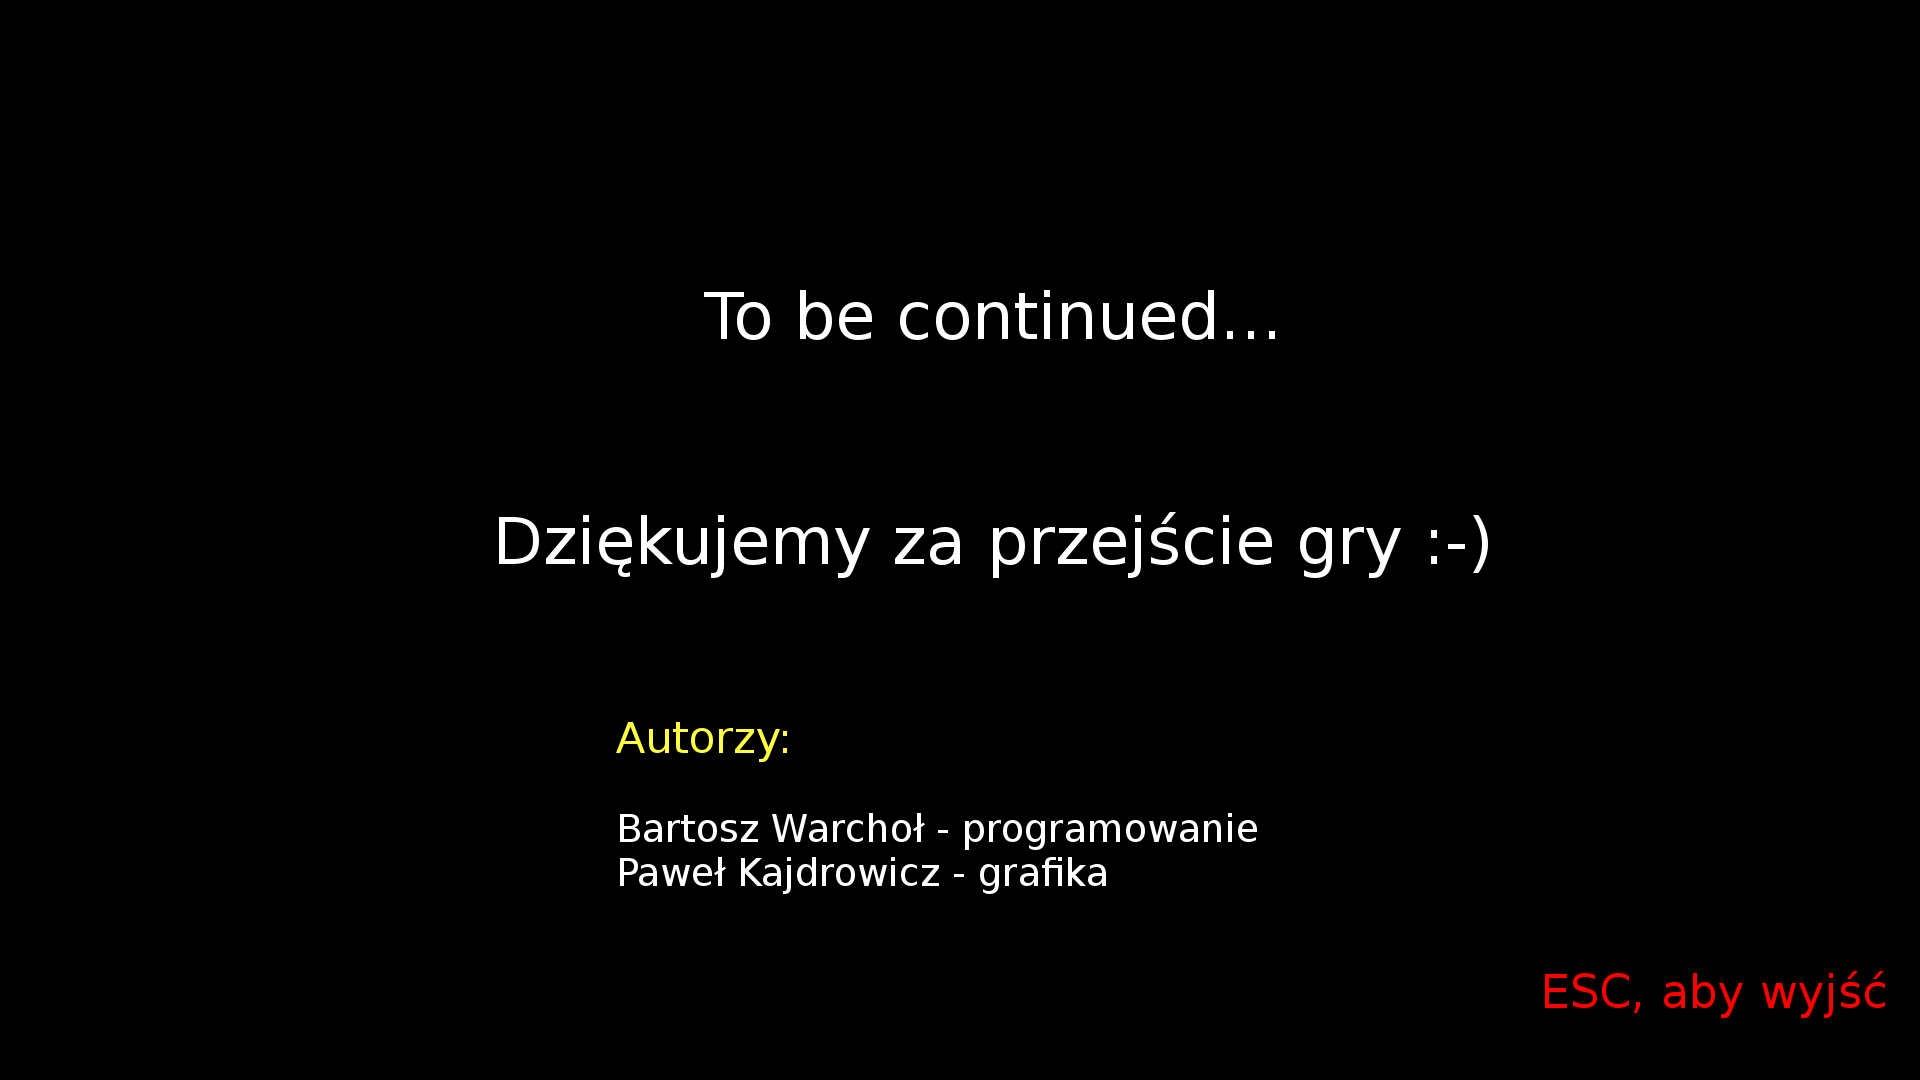 To be continued...
Dziękujemy za przejście gry :-)
Autorzy:
Bartosz Warchoł - programowanie
Paweł Kajdrowicz - grafika
ESC, aby wyjść